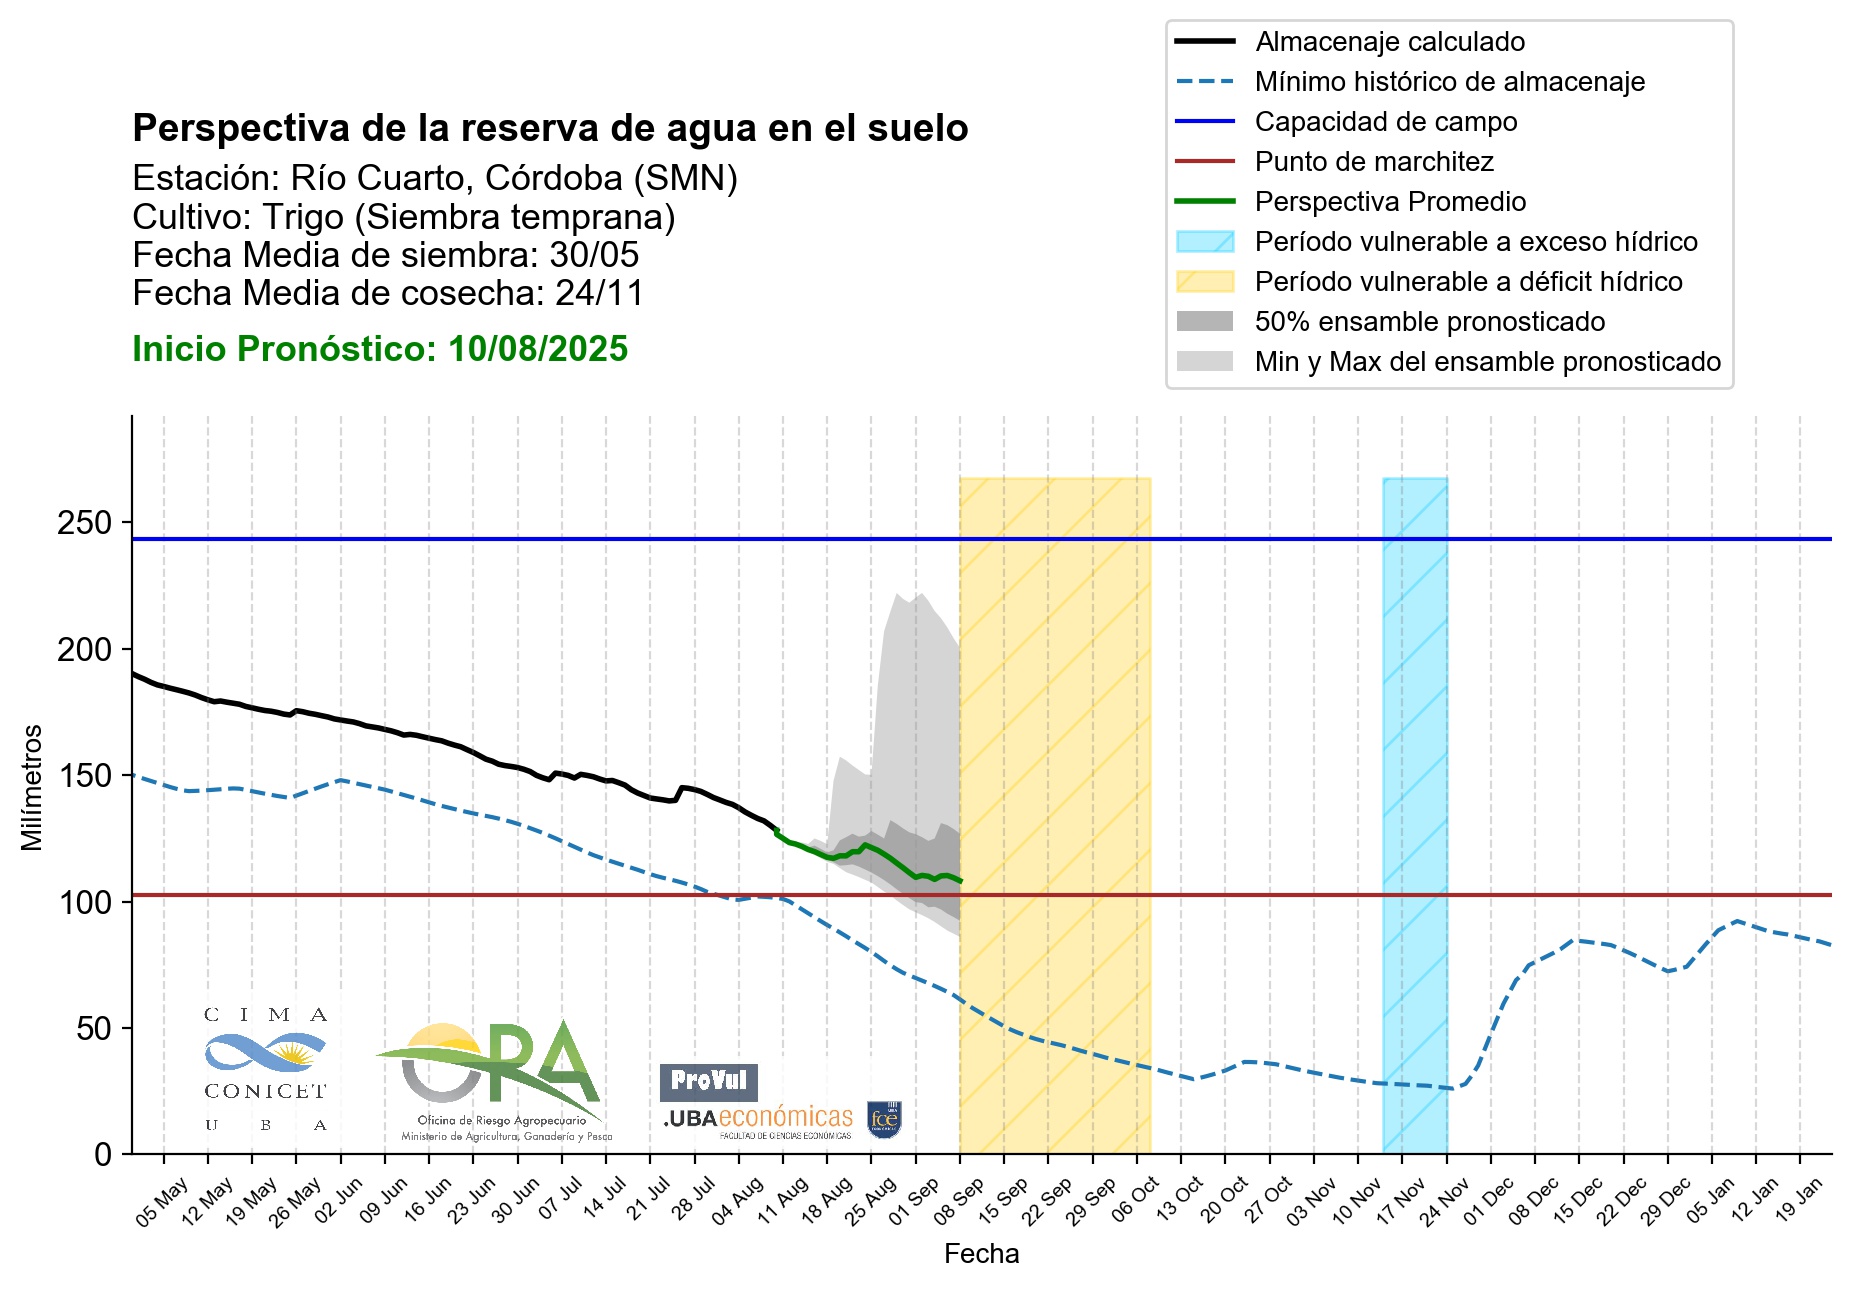 Almacenaje calculado
Mínimo histórico de almacenaje
Capacidad de campo
Punto de marchitez
Perspectiva Promedio
Período vulnerable a exceso hídrico
Período vulnerable a déficit hídrico
50% ensamble pronosticado
Min y Max del ensamble pronosticado
Perspectiva de la reserva de agua en el suelo
Estación: Río Cuarto, Córdoba (SMN)
Cultivo: Trigo (Siembra temprana)
Fecha Media de siembra: 30/05
Fecha Media de cosecha: 24/11
Inicio Pronóstico: 10/08/2025
Milímetros
250
200
150
100
50
0
CIMA
CONICET
UBA
ORA
Oficina de Riesgo Agropecuario
Ministerio de Agricultura, Ganadería y Pesca
ProVul
.UBAeconómicas
FACULTAD DE CIENCIAS ECONÓMICAS
fce
05 May
12 May
19 May
26 May
02 Jun
09 Jun
16 Jun
23 Jun
30 Jun
07 Jul
14 Jul
21 Jul
28 Jul
04 Aug
11 Aug
18 Aug
25 Aug
01 Sep
08 Sep
15 Sep
22 Sep
29 Sep
06 Oct
13 Oct
20 Oct
27 Oct
03 Nov
10 Nov
17 Nov
24 Nov
01 Dec
08 Dec
15 Dec
22 Dec
29 Dec
05 Jan
12 Jan
19 Jan
Fecha